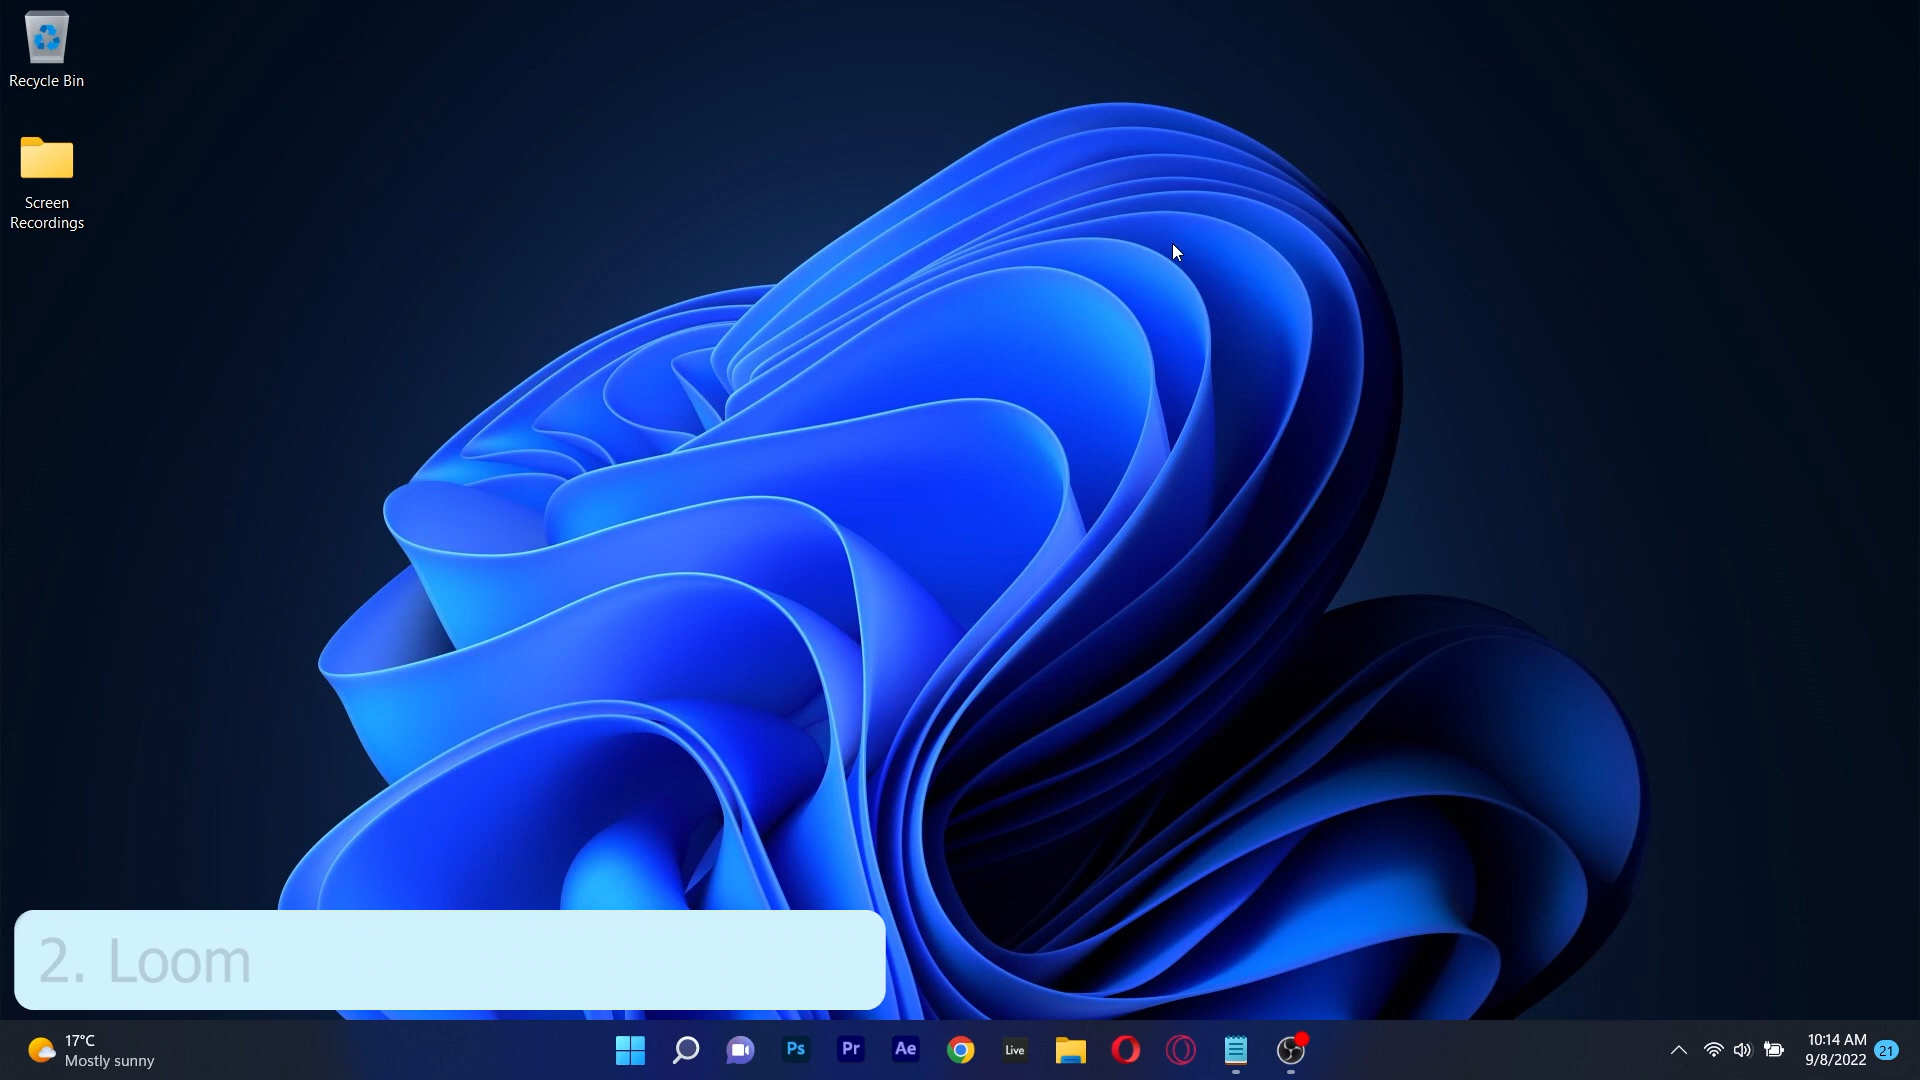 Recycle Bin
Screen
Recordings
2. Loom
17°C
Mostly sunny
Ps
Pr
Ae
Live
10:14 AM
9/8/2022
21